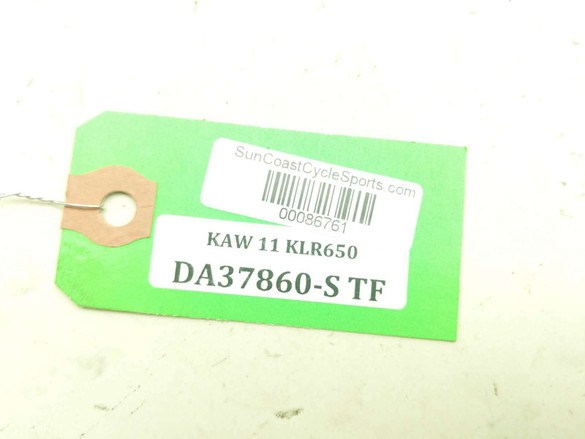 SunCoastCycleSports.com
00086761
KAW 11 KLR650
DA37860-S TF